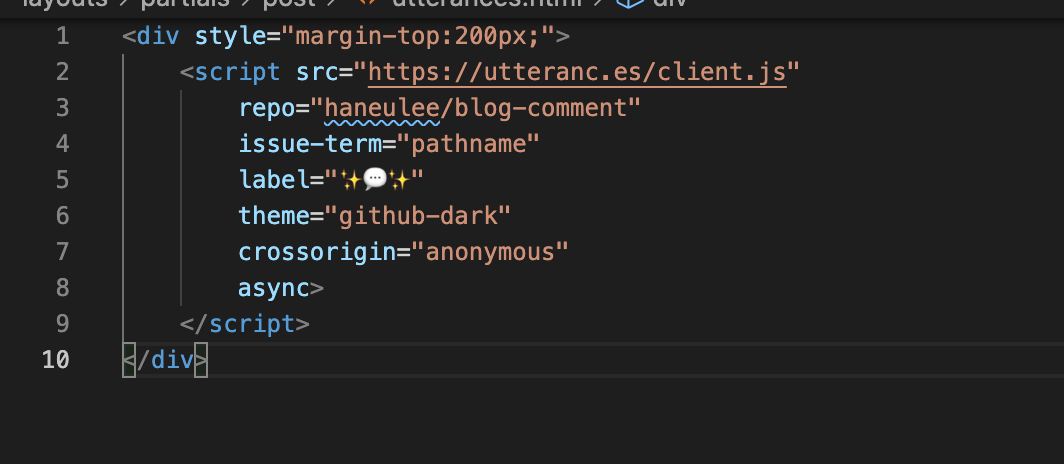 layouts > partials > post > utterances.html > div
1 <div style="margin-top:200px;">
2 <script src="https://utteranc.es/client.js"
3 repo="haneulee/blog-comment"
4 issue-term="pathname"
5 label="✨💬✨"
6 theme="github-dark"
7 crossorigin="anonymous"
8 async>
9 </script>
10 </div>